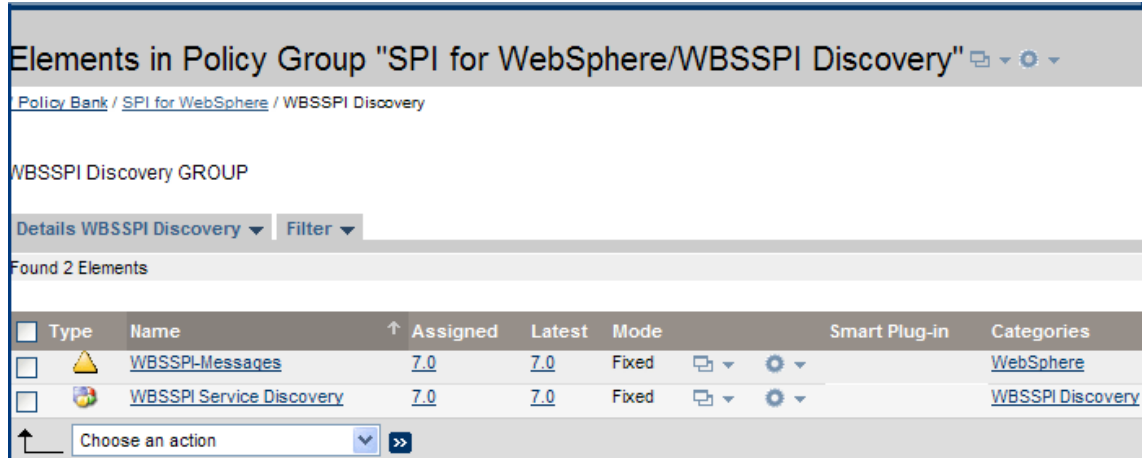 Elements in Policy Group "SPI for WebSphere/WBSSPI Discovery"
/ Policy Bank / SPI for WebSphere / WBSSPI Discovery
WBSSPI Discovery GROUP
Details WBSSPI Discovery Filter
Found 2 Elements
Type Name Assigned Latest Mode Smart Plug-in Categories
WBSSPI-Messages 7.0 7.0 Fixed WebSphere
WBSSPI Service Discovery 7.0 7.0 Fixed WBSSPI Discovery
Choose an action